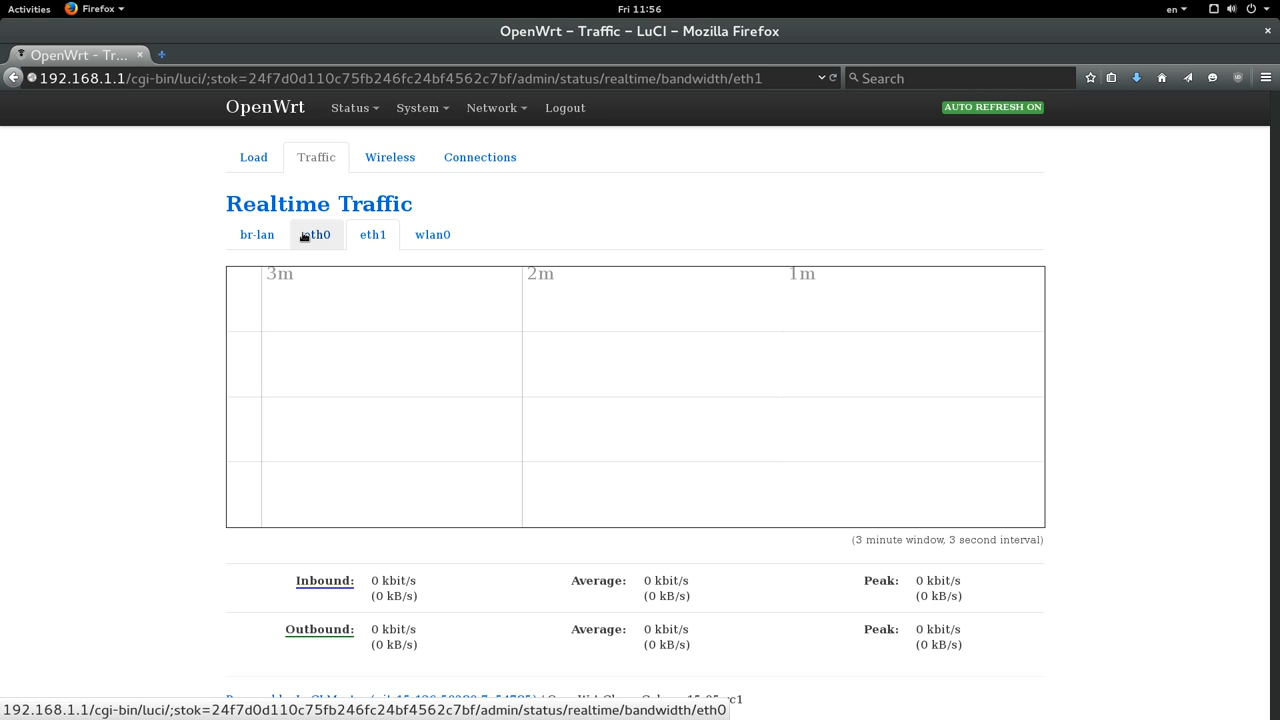 Activities Firefox Fri 11:56 en
OpenWrt – Traffic – LuCI – Mozilla Firefox ×
OpenWrt - Tr... × +
192.168.1.1/cgi-bin/luci/;stok=24f7d0d110c75fb246fc24bf4562c7bf/admin/status/realtime/bandwidth/eth1 Search
OpenWrt Status System Network Logout AUTO REFRESH ON
Load Traffic Wireless Connections
Realtime Traffic
br-lan eth0 eth1 wlan0
3m 2m 1m
(3 minute window, 3 second interval)
Inbound: 0 kbit/s Average: 0 kbit/s Peak: 0 kbit/s
(0 kB/s) (0 kB/s) (0 kB/s)
Outbound: 0 kbit/s Average: 0 kbit/s Peak: 0 kbit/s
(0 kB/s) (0 kB/s) (0 kB/s)
192.168.1.1/cgi-bin/luci/;stok=24f7d0d110c75fb246fc24bf4562c7bf/admin/status/realtime/bandwidth/eth0